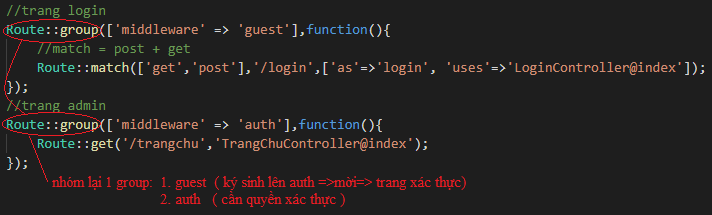 //trang login
Route::group(['middleware' => 'guest'],function(){
//match = post + get
Route::match(['get','post'],'/login',['as'=>'login', 'uses'=>'LoginController@index']);
});
//trang admin
Route::group(['middleware' => 'auth'],function(){
Route::get('/trangchu','TrangChuController@index');
});
nhóm lại 1 group: 1. guest ( ký sinh lên auth =>mời=> trang xác thực)
2. auth ( cần quyền xác thực )